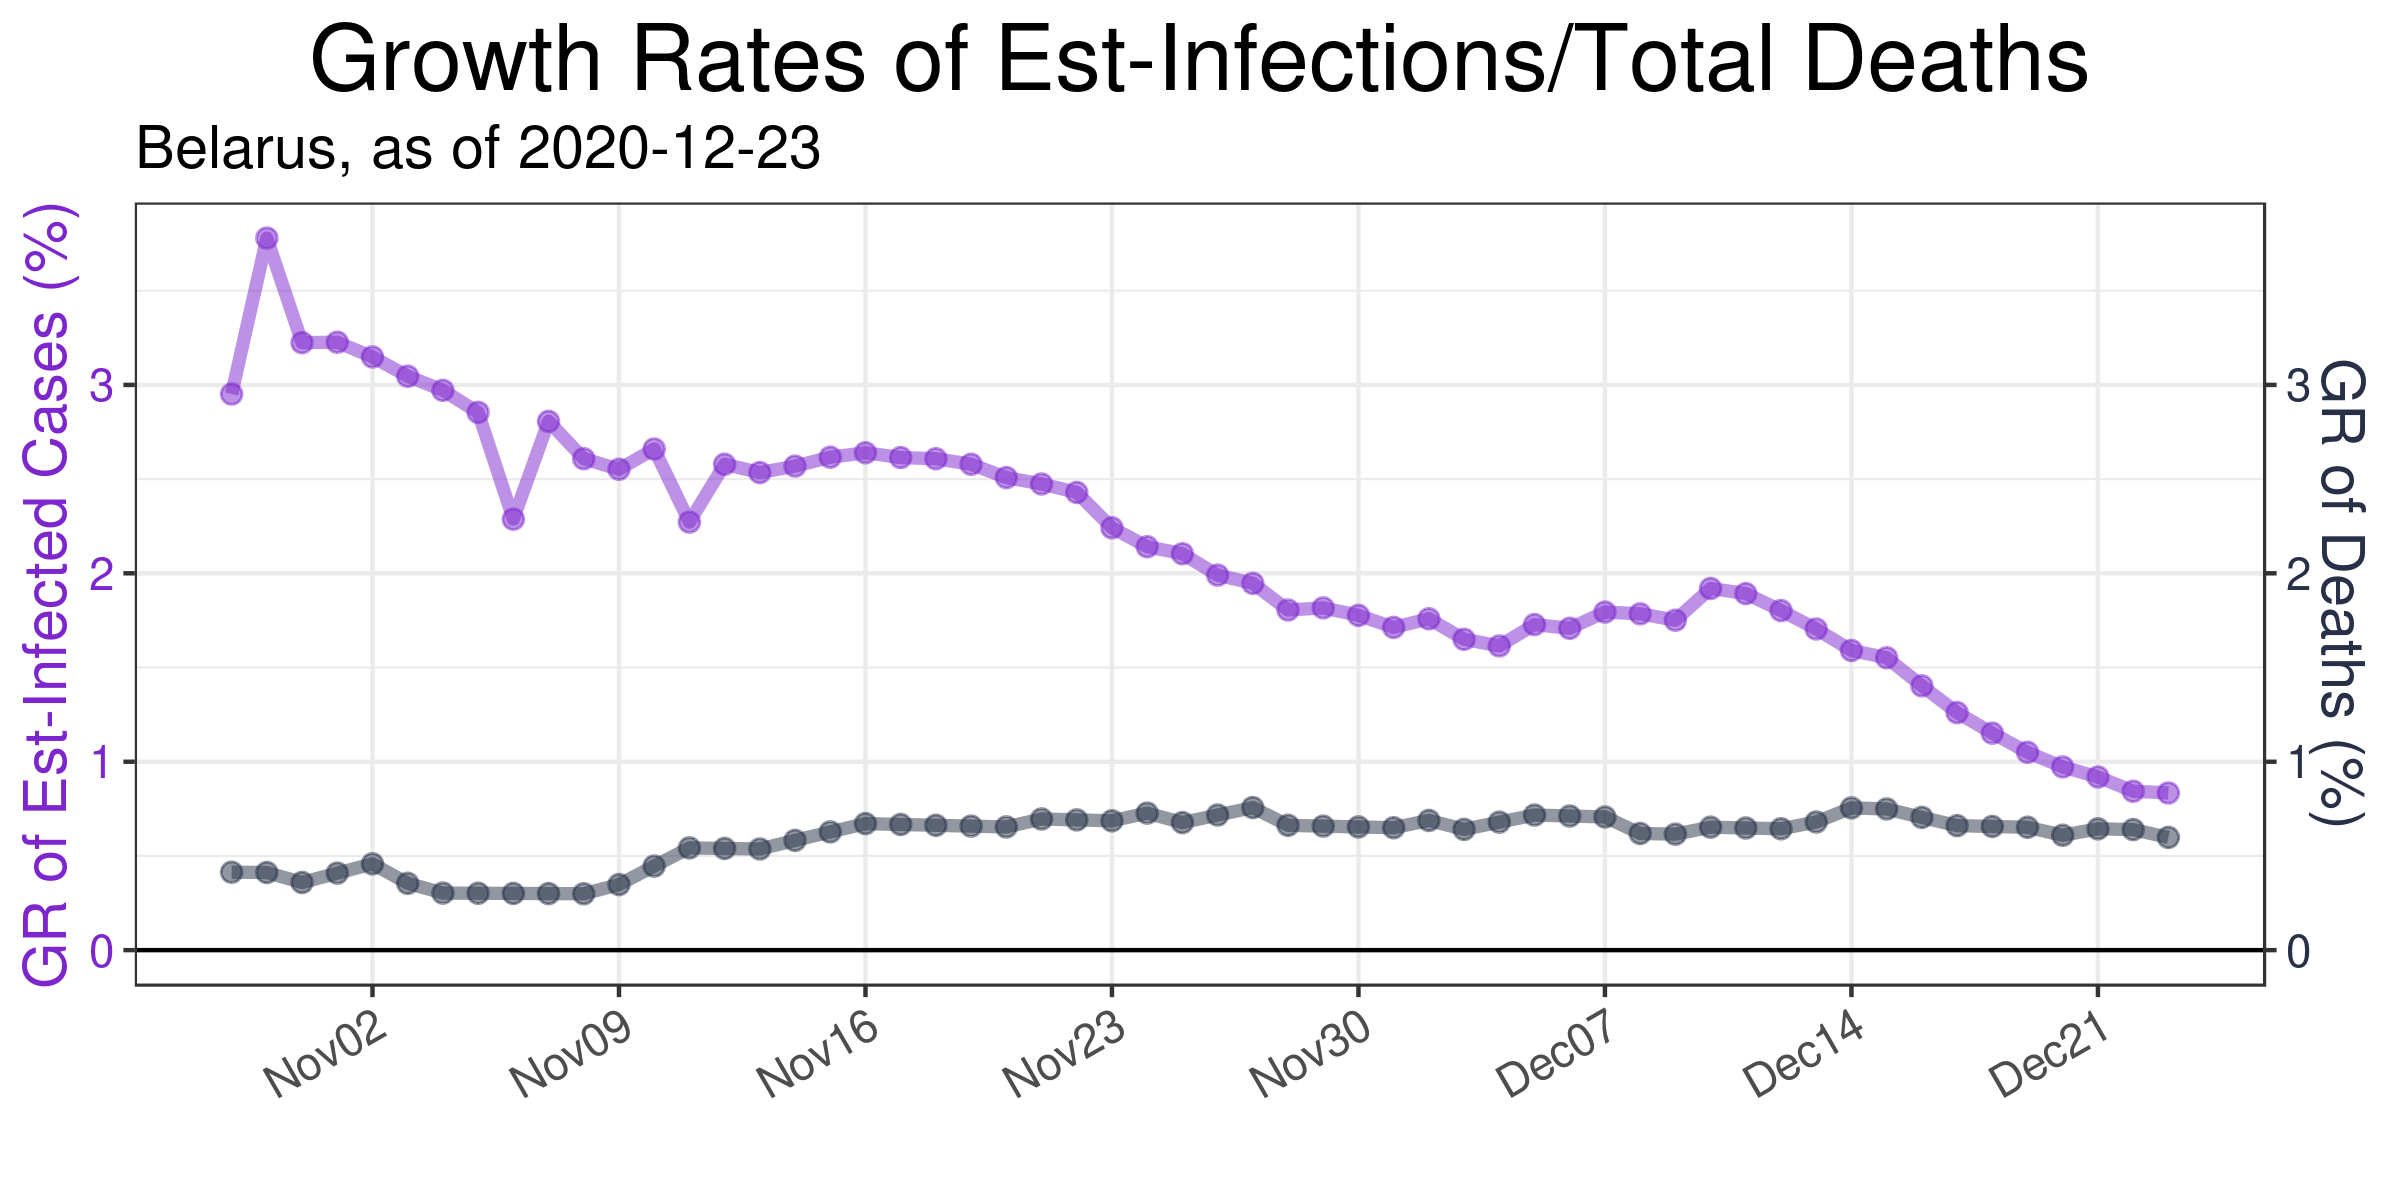 Growth Rates of Est-Infections/Total Deaths
Belarus, as of 2020-12-23
GR of Est-Infected Cases (%)
3
2
1
0
3
2
1
0
GR of Deaths (%)
Nov02
Nov09
Nov16
Nov23
Nov30
Dec07
Dec14
Dec21